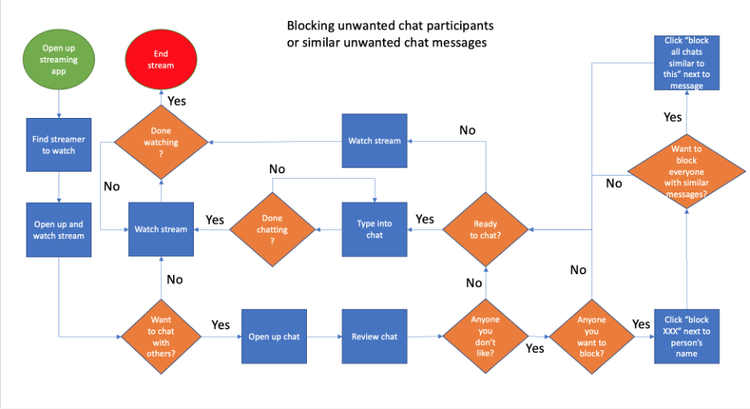 Blocking unwanted chat participants
or similar unwanted chat messages
Open up
streaming
app
End
stream
Click "block
all chats
similar to
this" next to
message
Yes
Find streamer
to watch
Done
watching
?
Watch stream
No
Yes
Want to
block
everyone
with similar
messages?
No
No
No
Open up and
watch stream
Watch stream
Yes
Done
chatting
?
Type into
chat
Yes
Ready
to chat?
No
No
No
Want
to chat
with
others?
Yes
Open up chat
Review chat
Anyone
you
don't
like?
Yes
Anyone
you
want to
block?
Yes
Click "block
XXX" next to
person's
name